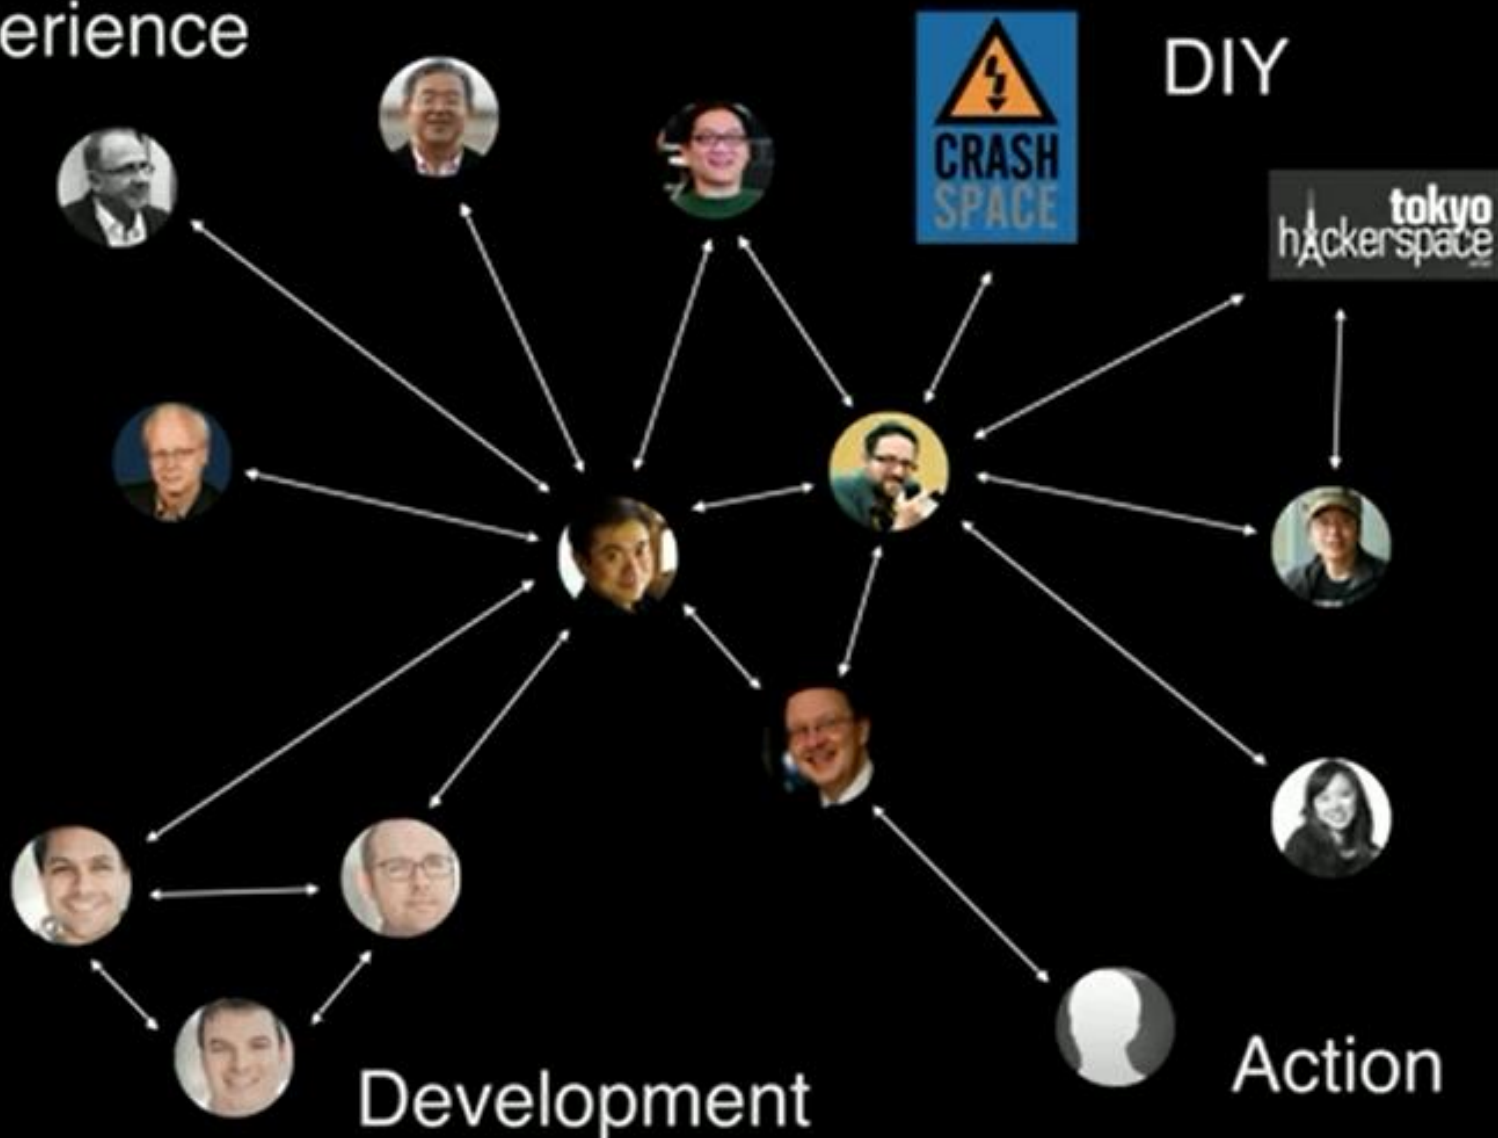 erience
DIY
CRASH
SPACE
tokyo
hackerspace
Development
Action